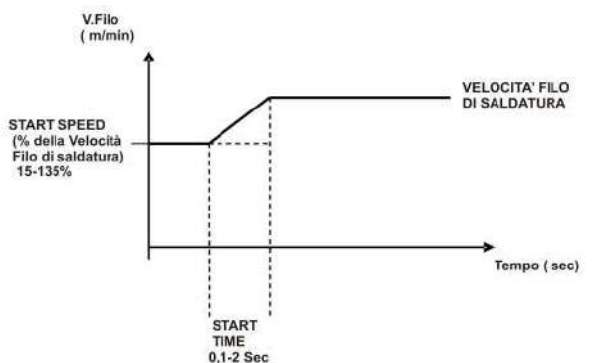 V.Filo
( m/min)
VELOCITA' FILO
DI SALDATURA
START SPEED
(% della Velocità
Filo di saldatura)
15-135%
Tempo ( sec)
START
TIME
0,1-2 Sec